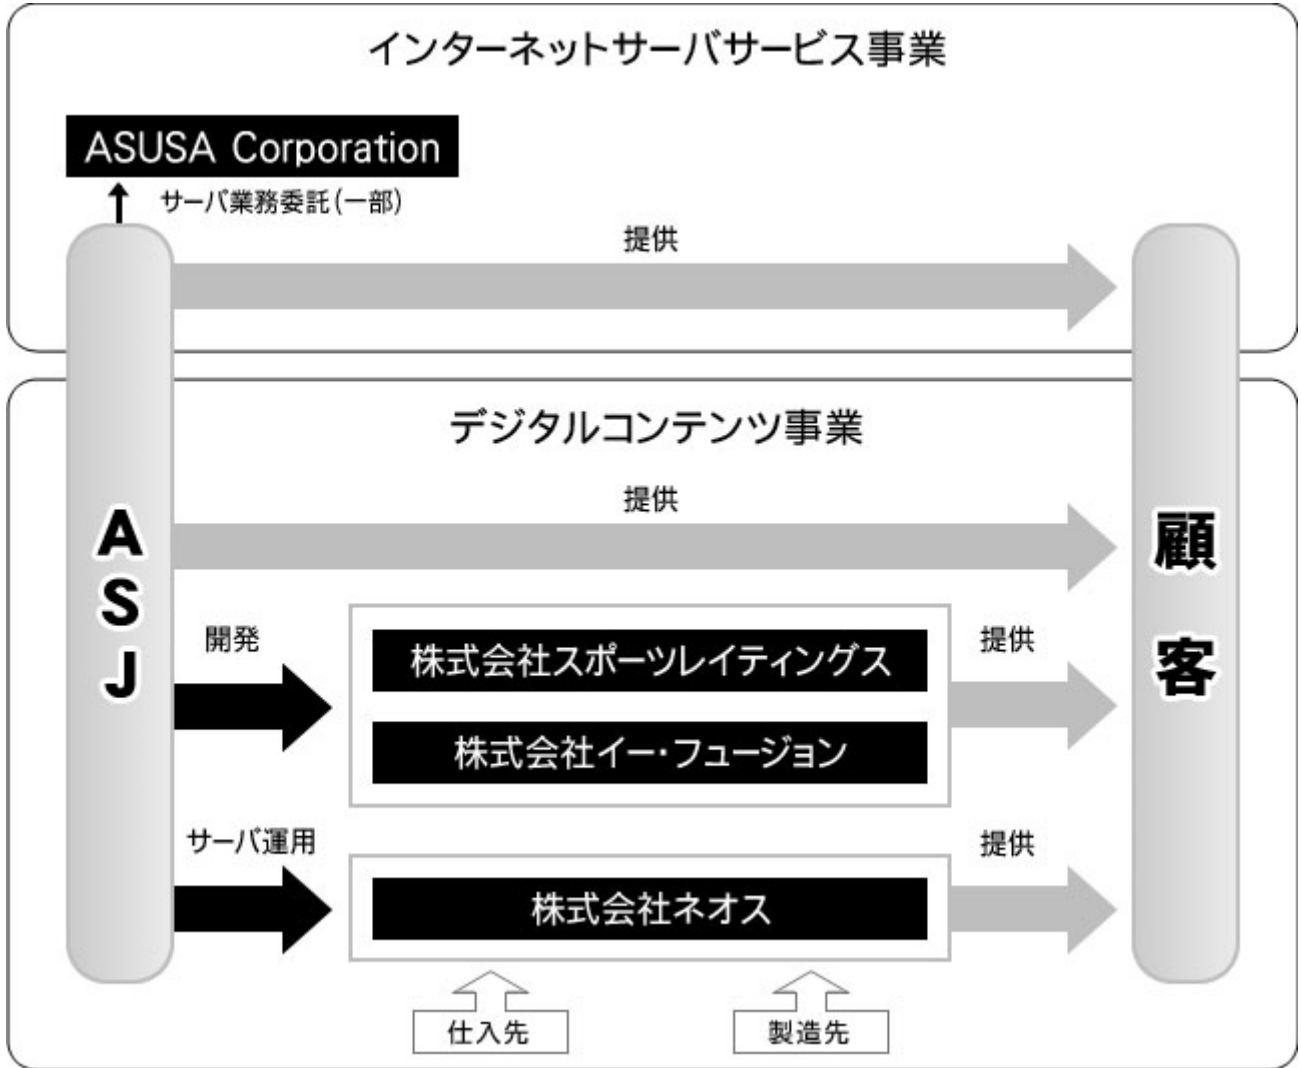 インターネットサーバサービス事業
ASUSA Corporation
サーバ業務委託(一部)
提供
デジタルコンテンツ事業
提供
ASJ
顧客
開発
株式会社スポーツレイティングス
提供
株式会社イー・フュージョン
サーバ運用
株式会社ネオス
提供
仕入先
製造先